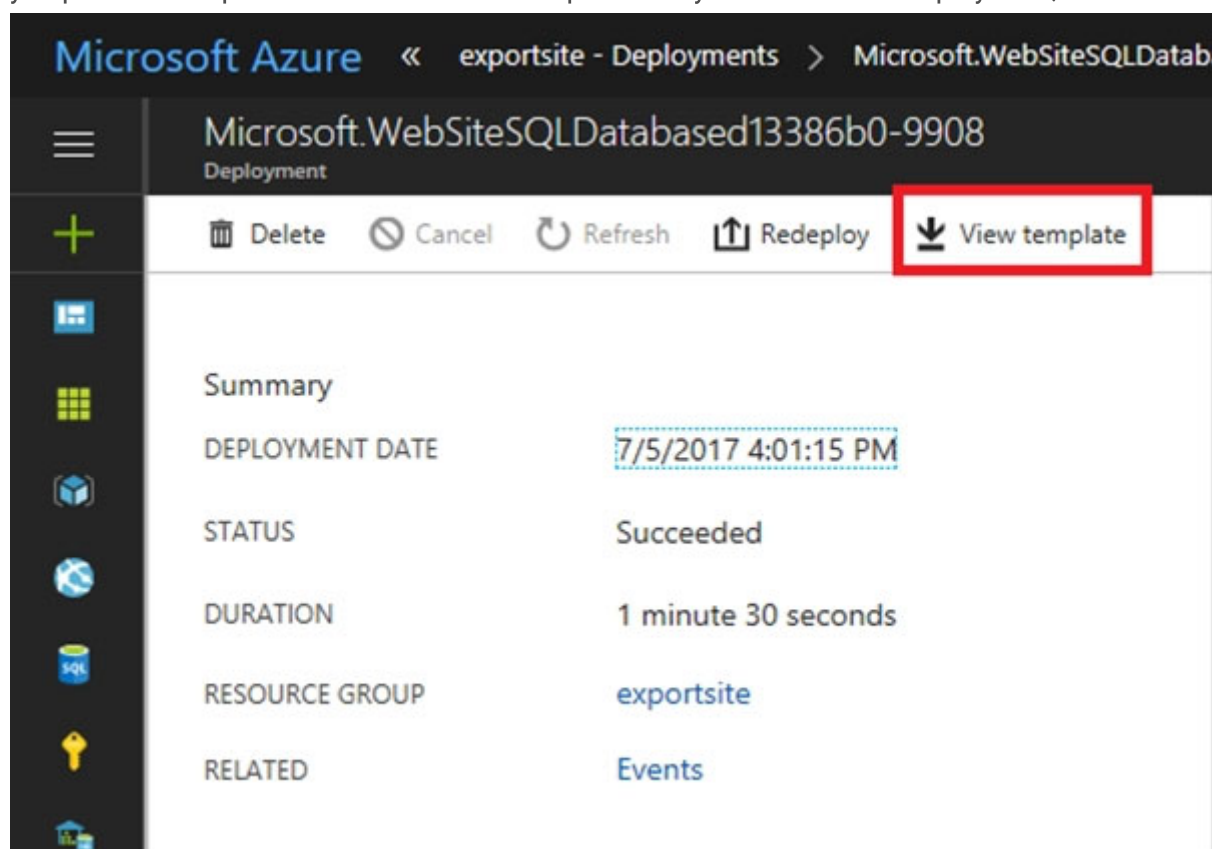 Microsoft Azure « exportsite - Deployments > Microsoft.WebSiteSQLDatab
Microsoft.WebSiteSQLDatabased13386b0-9908
Deployment
Delete Cancel Refresh Redeploy View template
Summary
DEPLOYMENT DATE 7/5/2017 4:01:15 PM
STATUS Succeeded
DURATION 1 minute 30 seconds
RESOURCE GROUP exportsite
RELATED Events
SQL